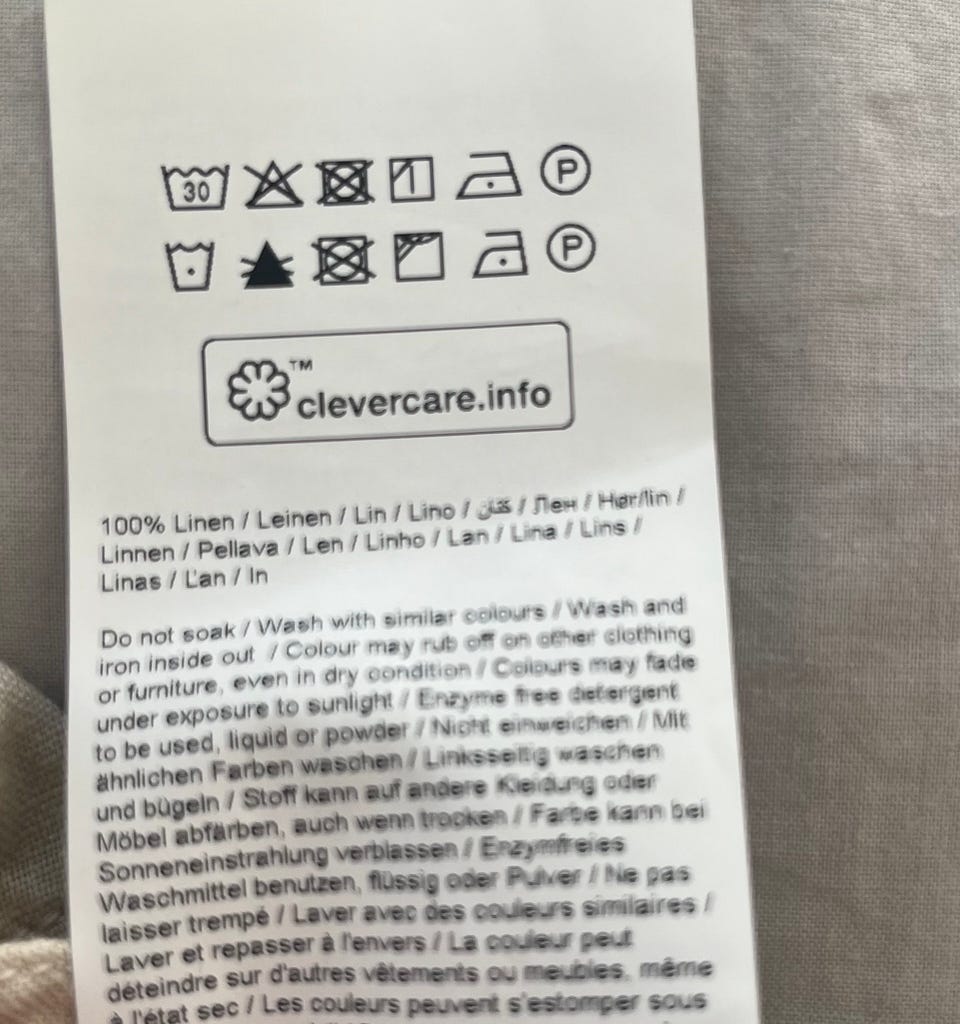 30 P
P
™
clevercare.info
100% Linen / Leinen / Lin / Lino / كتان / Лен / Hør/lin /
Linnen / Pellava / Len / Linho / Lan / Lina / Lins /
Linas / L'an / In
Do not soak / Wash with similar colours / Wash and
iron inside out / Colour may rub off on other clothing
or furniture, even in dry condition / Colours may fade
under exposure to sunlight / Enzyme free detergent
to be used, liquid or powder / Nicht einweichen / Mit
ähnlichen Farben waschen / Linksseitig waschen
und bügeln / Stoff kann auf andere Kleidung oder
Möbel abfärben, auch wenn trocken / Farbe kann bei
Sonneneinstrahlung verblassen / Enzymfreies
Waschmittel benutzen, flüssig oder Pulver / Ne pas
laisser trempé / Laver avec des couleurs similaires /
Laver et repasser à l'envers / La couleur peut
déteindre sur d'autres vêtements ou meubles, même
à l'état sec / Les couleurs peuvent s'estomper sous